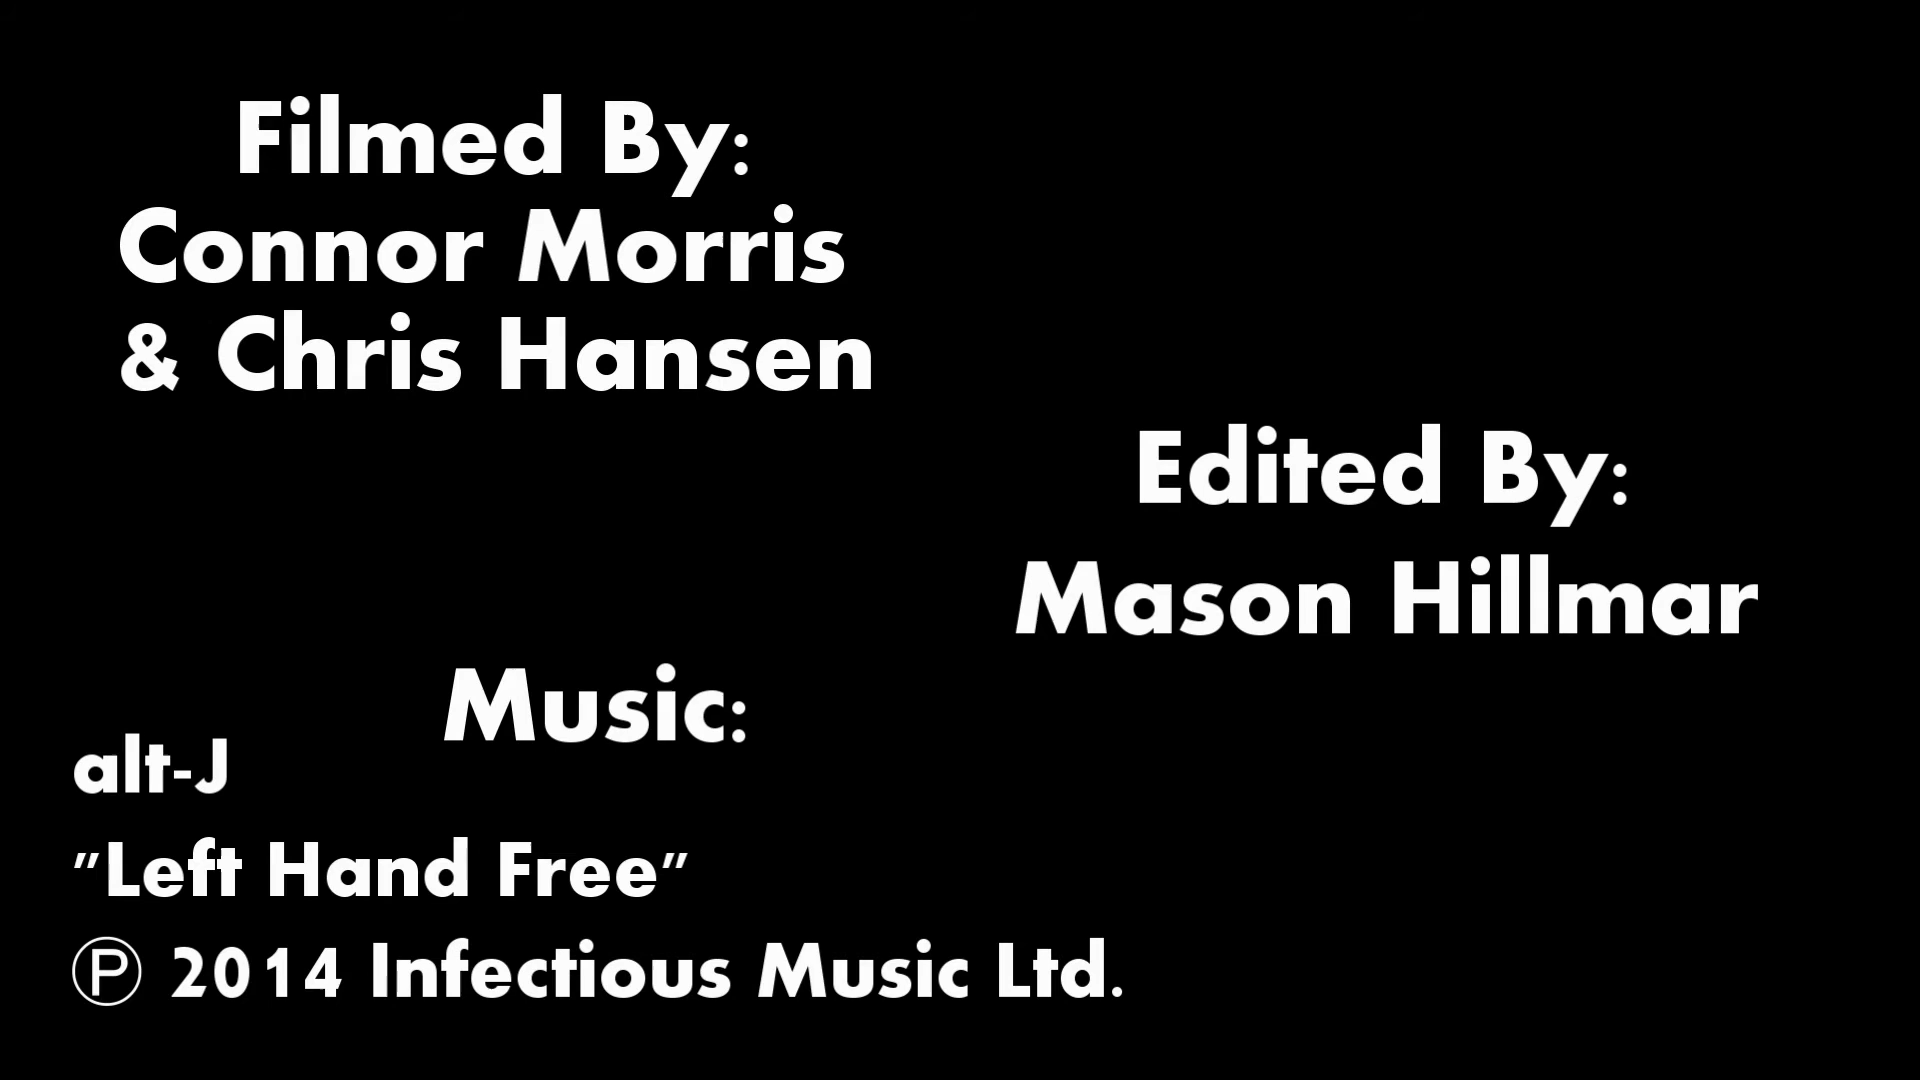 Filmed By:
Connor Morris
& Chris Hansen
Edited By:
Mason Hillmar
Music:
alt-J
"Left Hand Free"
℗ 2014 Infectious Music Ltd.